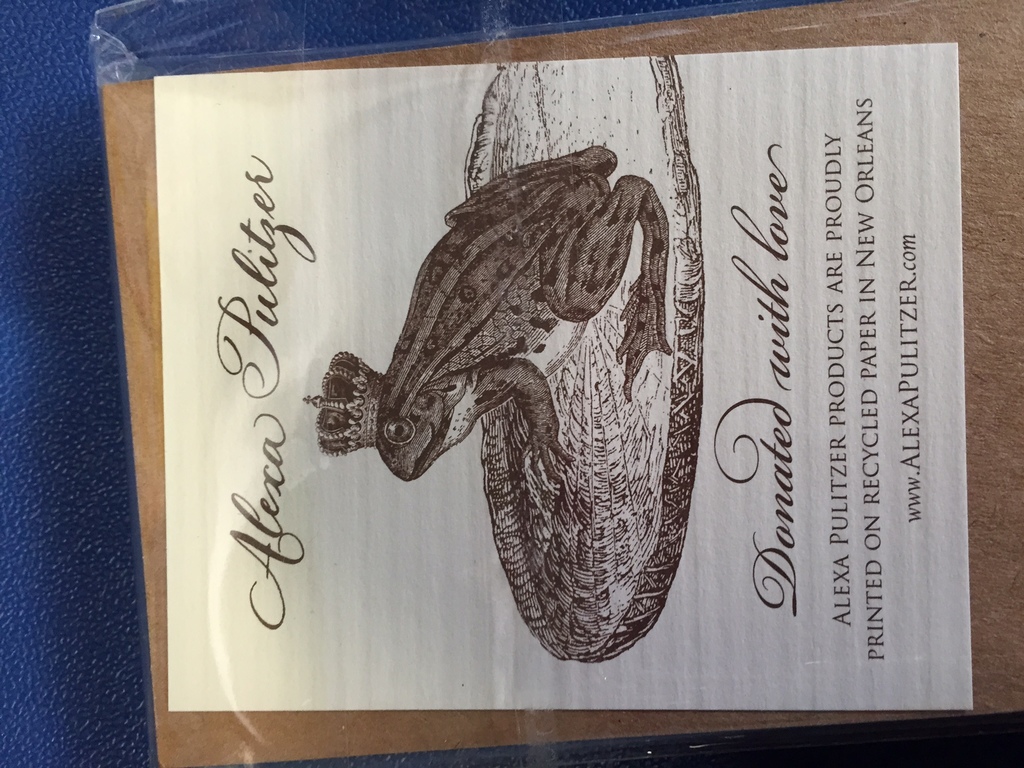 Alexa Pulitzer
Donated with love
ALEXA PULITZER PRODUCTS ARE PROUDLY
PRINTED ON RECYCLED PAPER IN NEW ORLEANS
www.ALEXAPULITZER.com